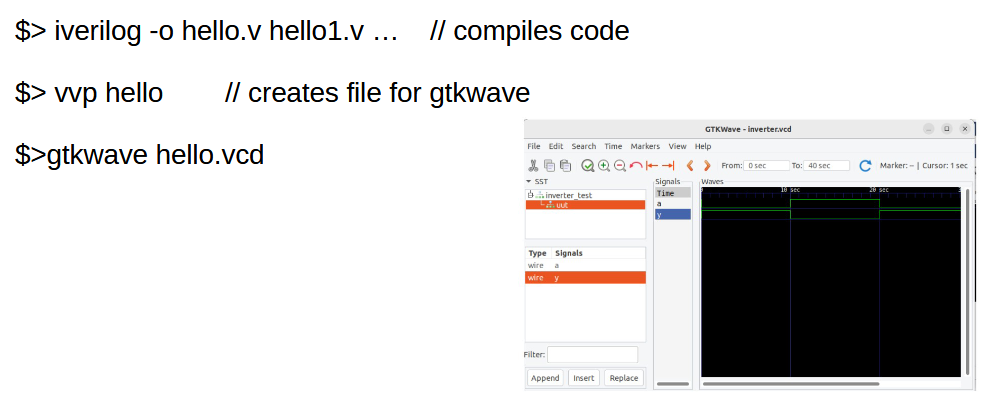 $> iverilog -o hello.v hello1.v … // compiles code
$> vvp hello // creates file for gtkwave
$>gtkwave hello.vcd
GTKWave - inverter.vcd
File Edit Search Time Markers View Help
From: 0 sec To: 40 sec Marker: -- | Cursor: 1 sec
SST
inverter_test
uut
Type Signals
wire a
wire y
Filter:
Append Insert Replace
Signals
Time
a
y
Waves
10 sec 20 sec